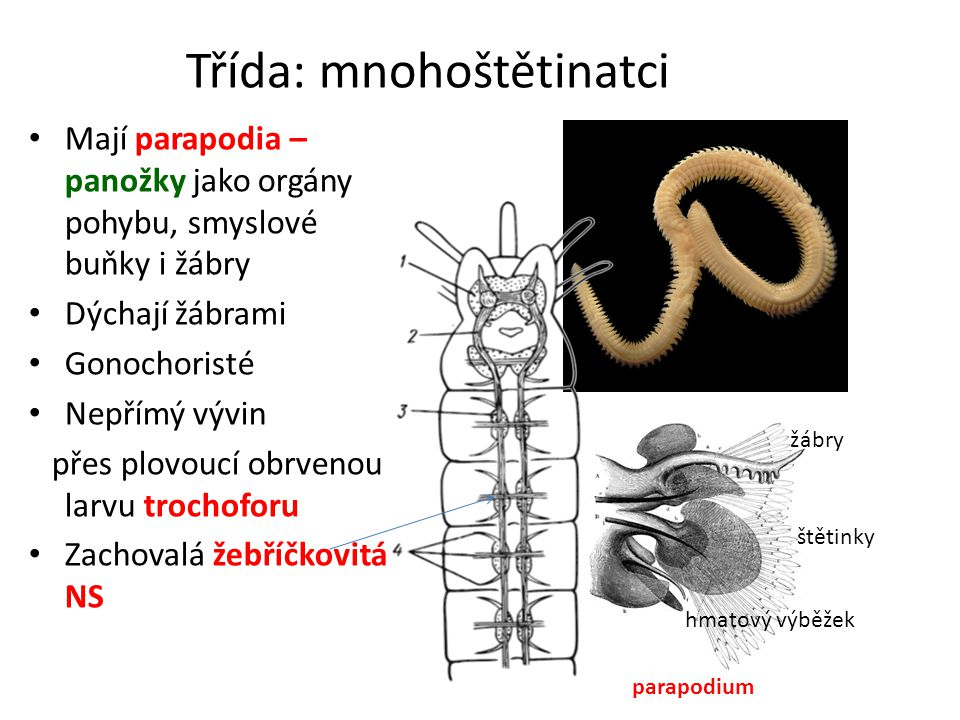 Třída: mnohoštětinatci
• Mají parapodia –
panožky jako orgány
pohybu, smyslové
buňky i žábry
• Dýchají žábrami
• Gonochoristé
• Nepřímý vývin
přes plovoucí obrvenou
larvu trochoforu
• Zachovalá žebříčkovitá
NS
1
2
3
4
žábry
štětinky
hmatový výběžek
parapodium